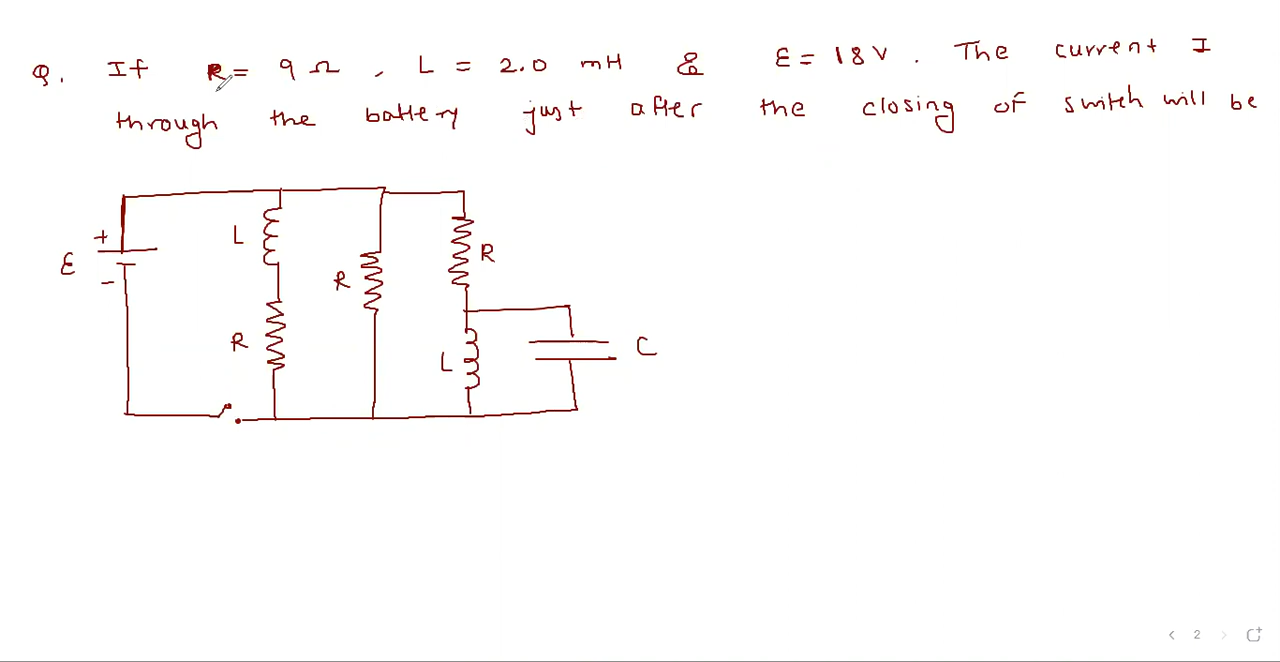 Q. If R = 9 Ω , L = 2.0 mH & Ɛ = 18 V . The current I
through the battery just after the closing of switch will be
L
+
Ɛ
-
R
R
R
L
C
2